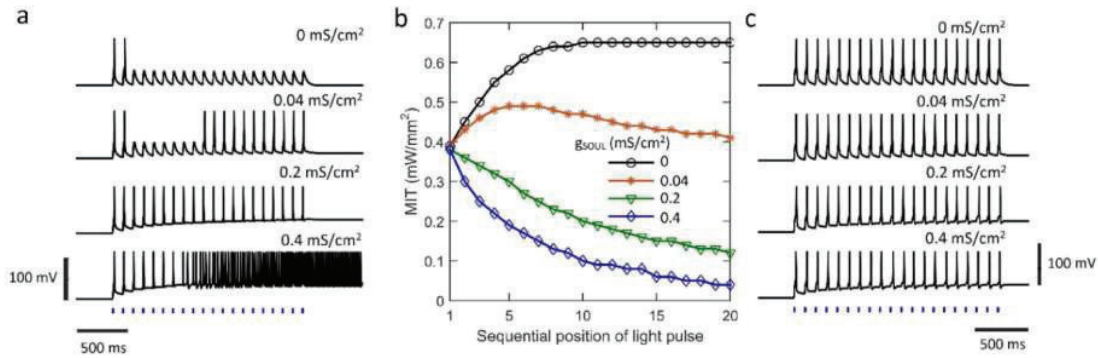 a
0 mS/cm²
0.04 mS/cm²
0.2 mS/cm²
0.4 mS/cm²
100 mV
500 ms
b
0.7
0.6
0.5
0.4
0.3
0.2
0.1
0
MIT (mW/mm²)
gSOUL (mS/cm²)
0
0.04
0.2
0.4
1 5 10 15 20
Sequential position of light pulse
c
0 mS/cm²
0.04 mS/cm²
0.2 mS/cm²
0.4 mS/cm²
100 mV
500 ms